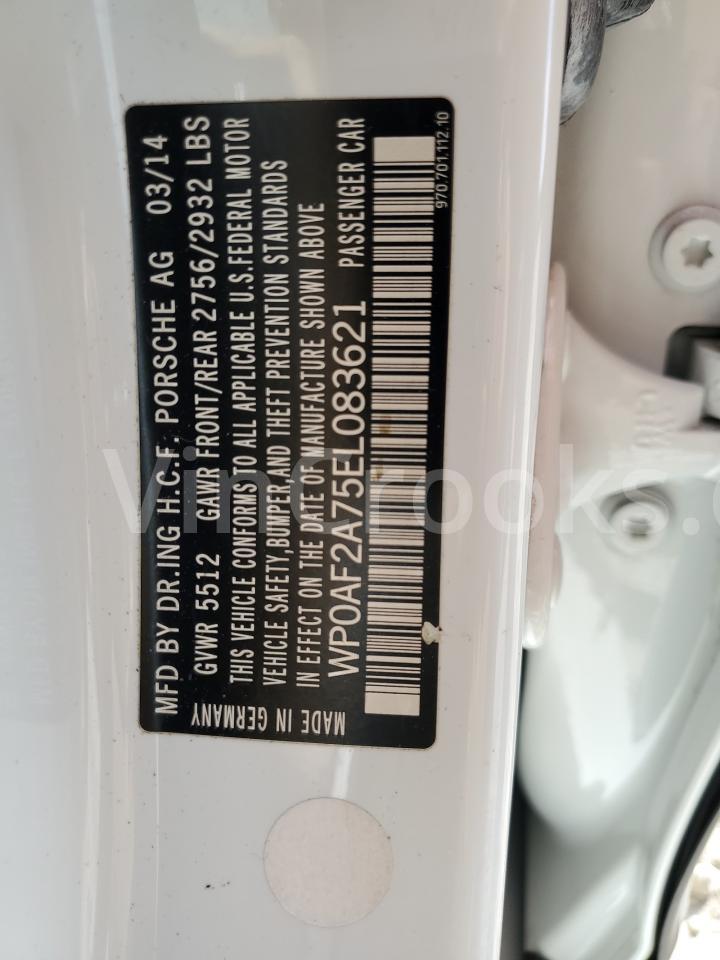 MFD BY DR.ING H.C.F. PORSCHE AG 03/14
GVWR 5512 GAWR FRONT/REAR 2756/2932 LBS
THIS VEHICLE CONFORMS TO ALL APPLICABLE U.S.FEDERAL MOTOR
VEHICLE SAFETY,BUMPER,AND THEFT PREVENTION STANDARDS
IN EFFECT ON THE DATE OF MANUFACTURE SHOWN ABOVE
WP0AF2A75EL083621 PASSENGER CAR
MADE IN GERMANY
970.701.112.10
VinCrooks.